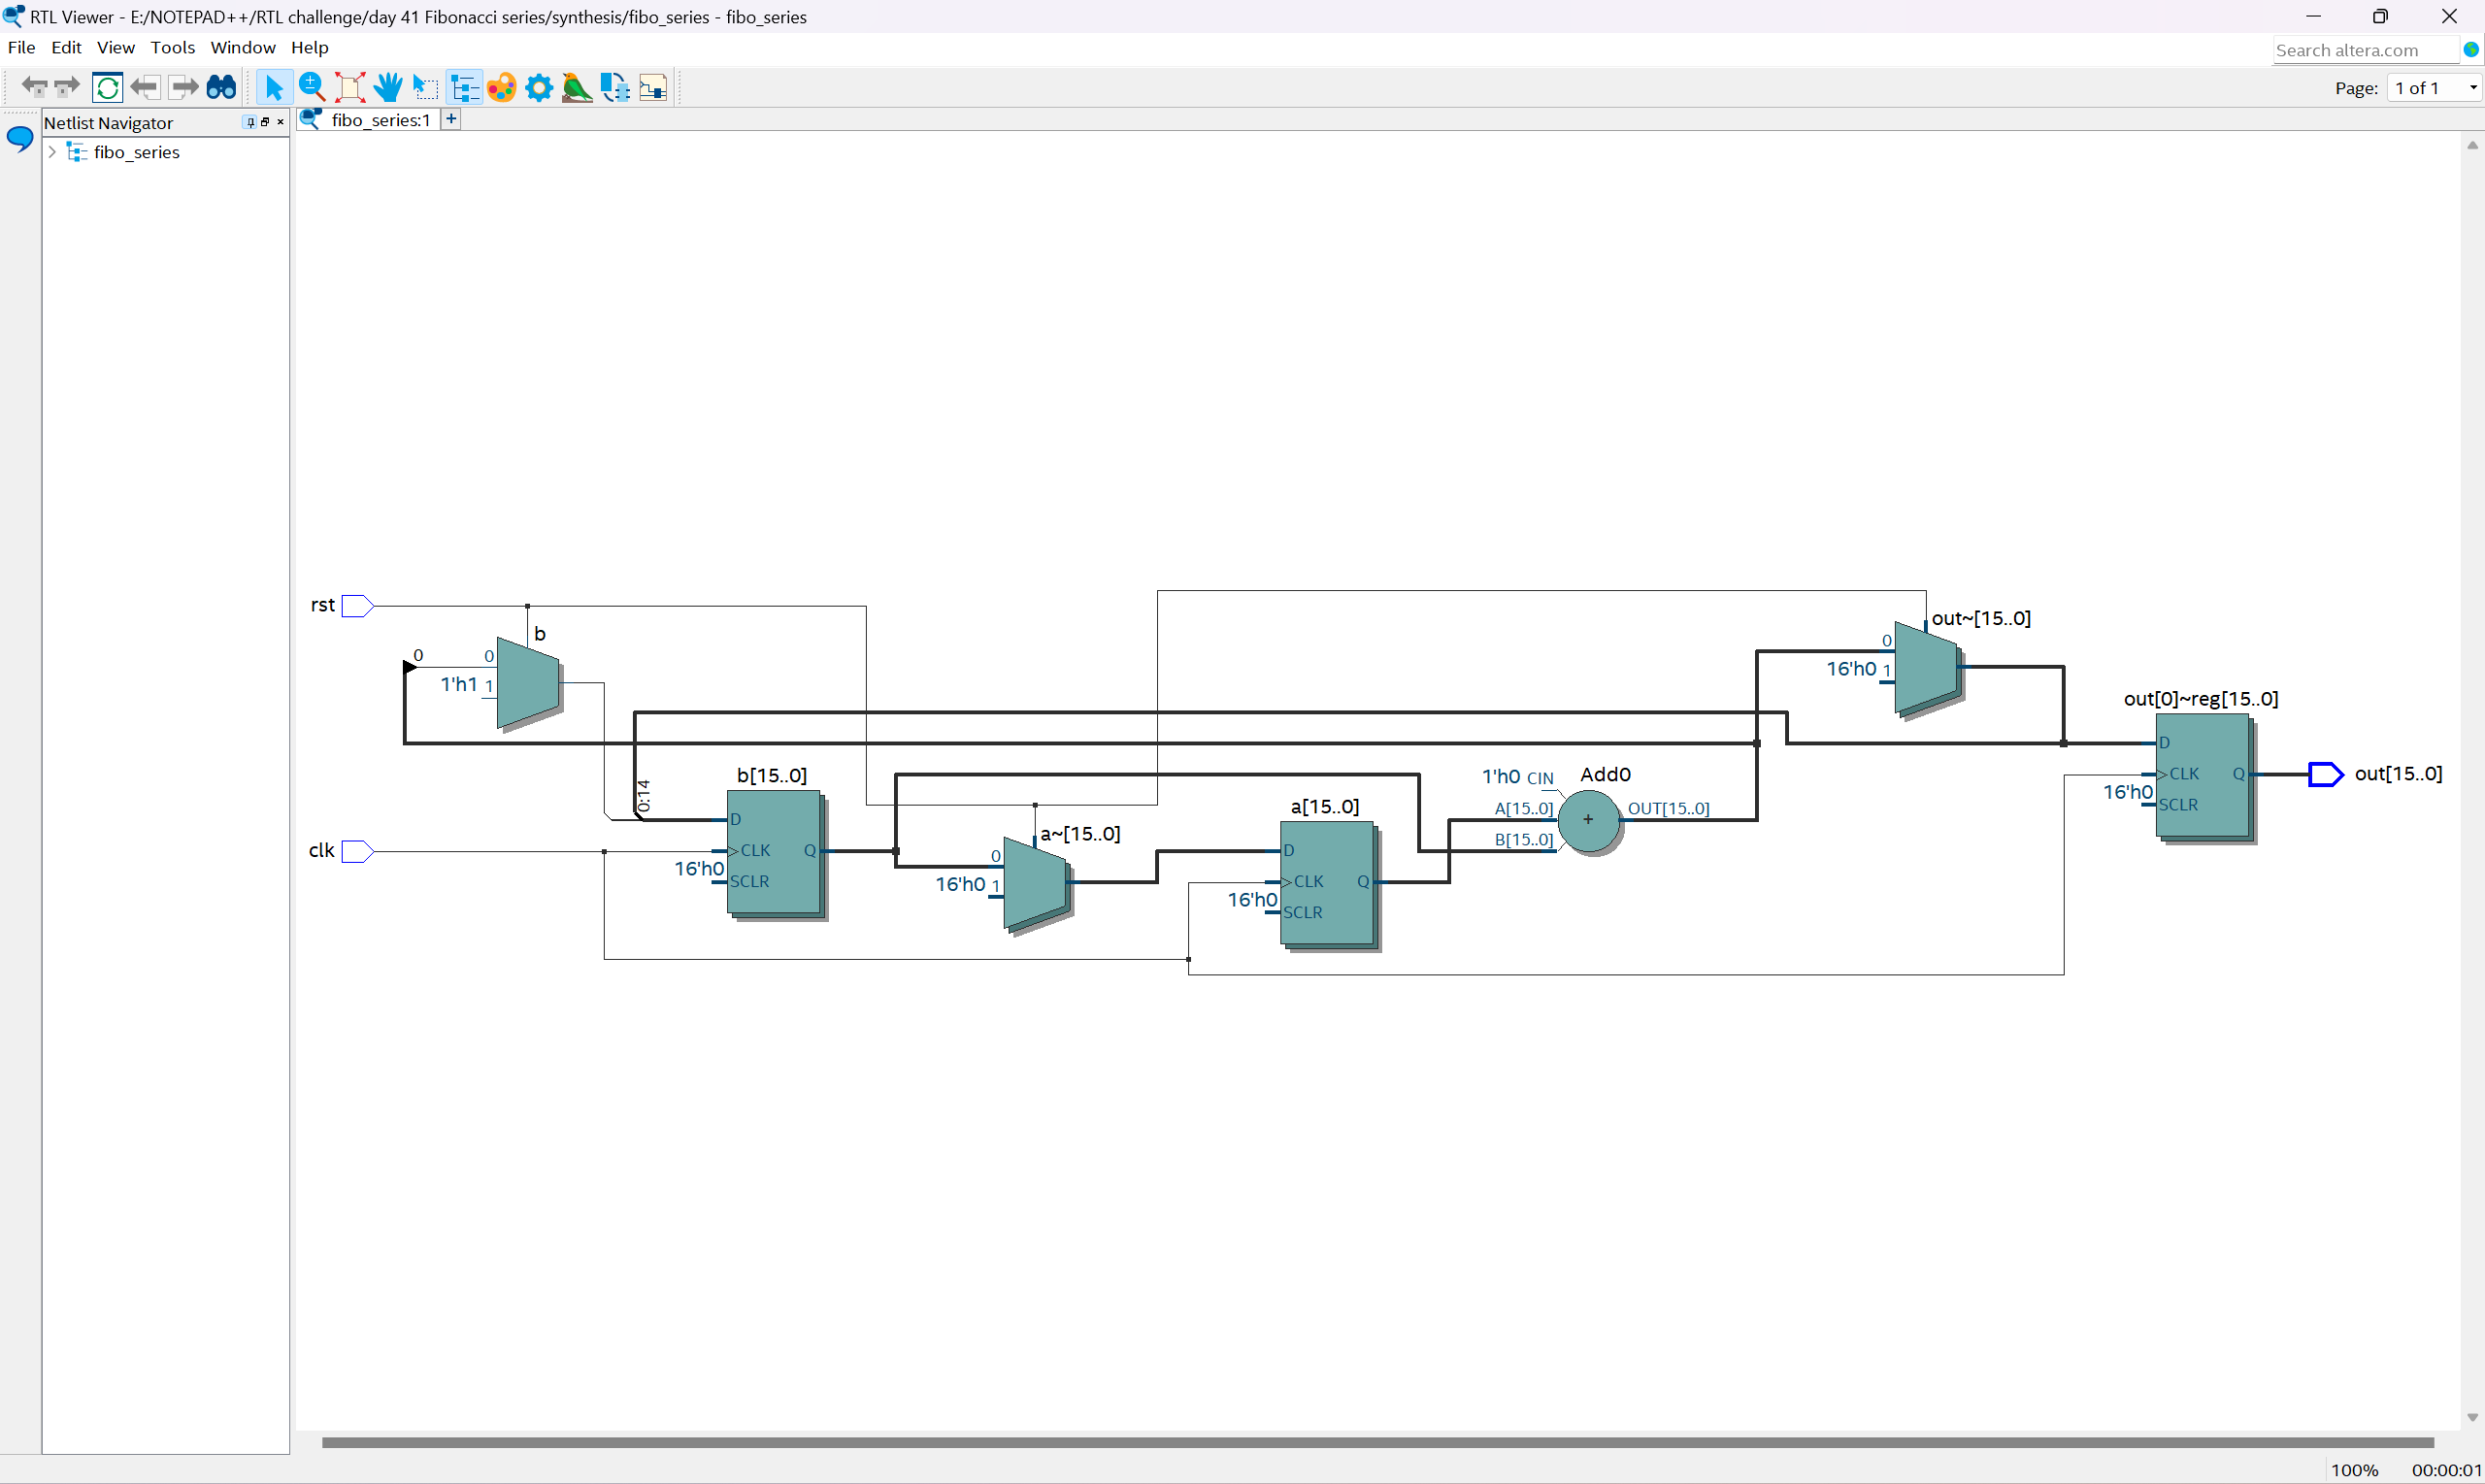 RTL Viewer - E:/NOTEPAD++/RTL challenge/day 41 Fibonacci series/synthesis/fibo_series - fibo_series
File Edit View Tools Window Help
Search altera.com
Page: 1 of 1
Netlist Navigator
fibo_series:1
fibo_series
rst
b
0
0
1'h1 1
out~[15..0]
0
16'h0 1
out[0]~reg[15..0]
D
CLK Q
16'h0 SCLR
out[15..0]
0:14
b[15..0]
D
CLK Q
16'h0 SCLR
clk
a~[15..0]
0
16'h0 1
a[15..0]
D
CLK Q
16'h0 SCLR
1'h0 CIN Add0
A[15..0] + OUT[15..0]
B[15..0]
100% 00:00:01